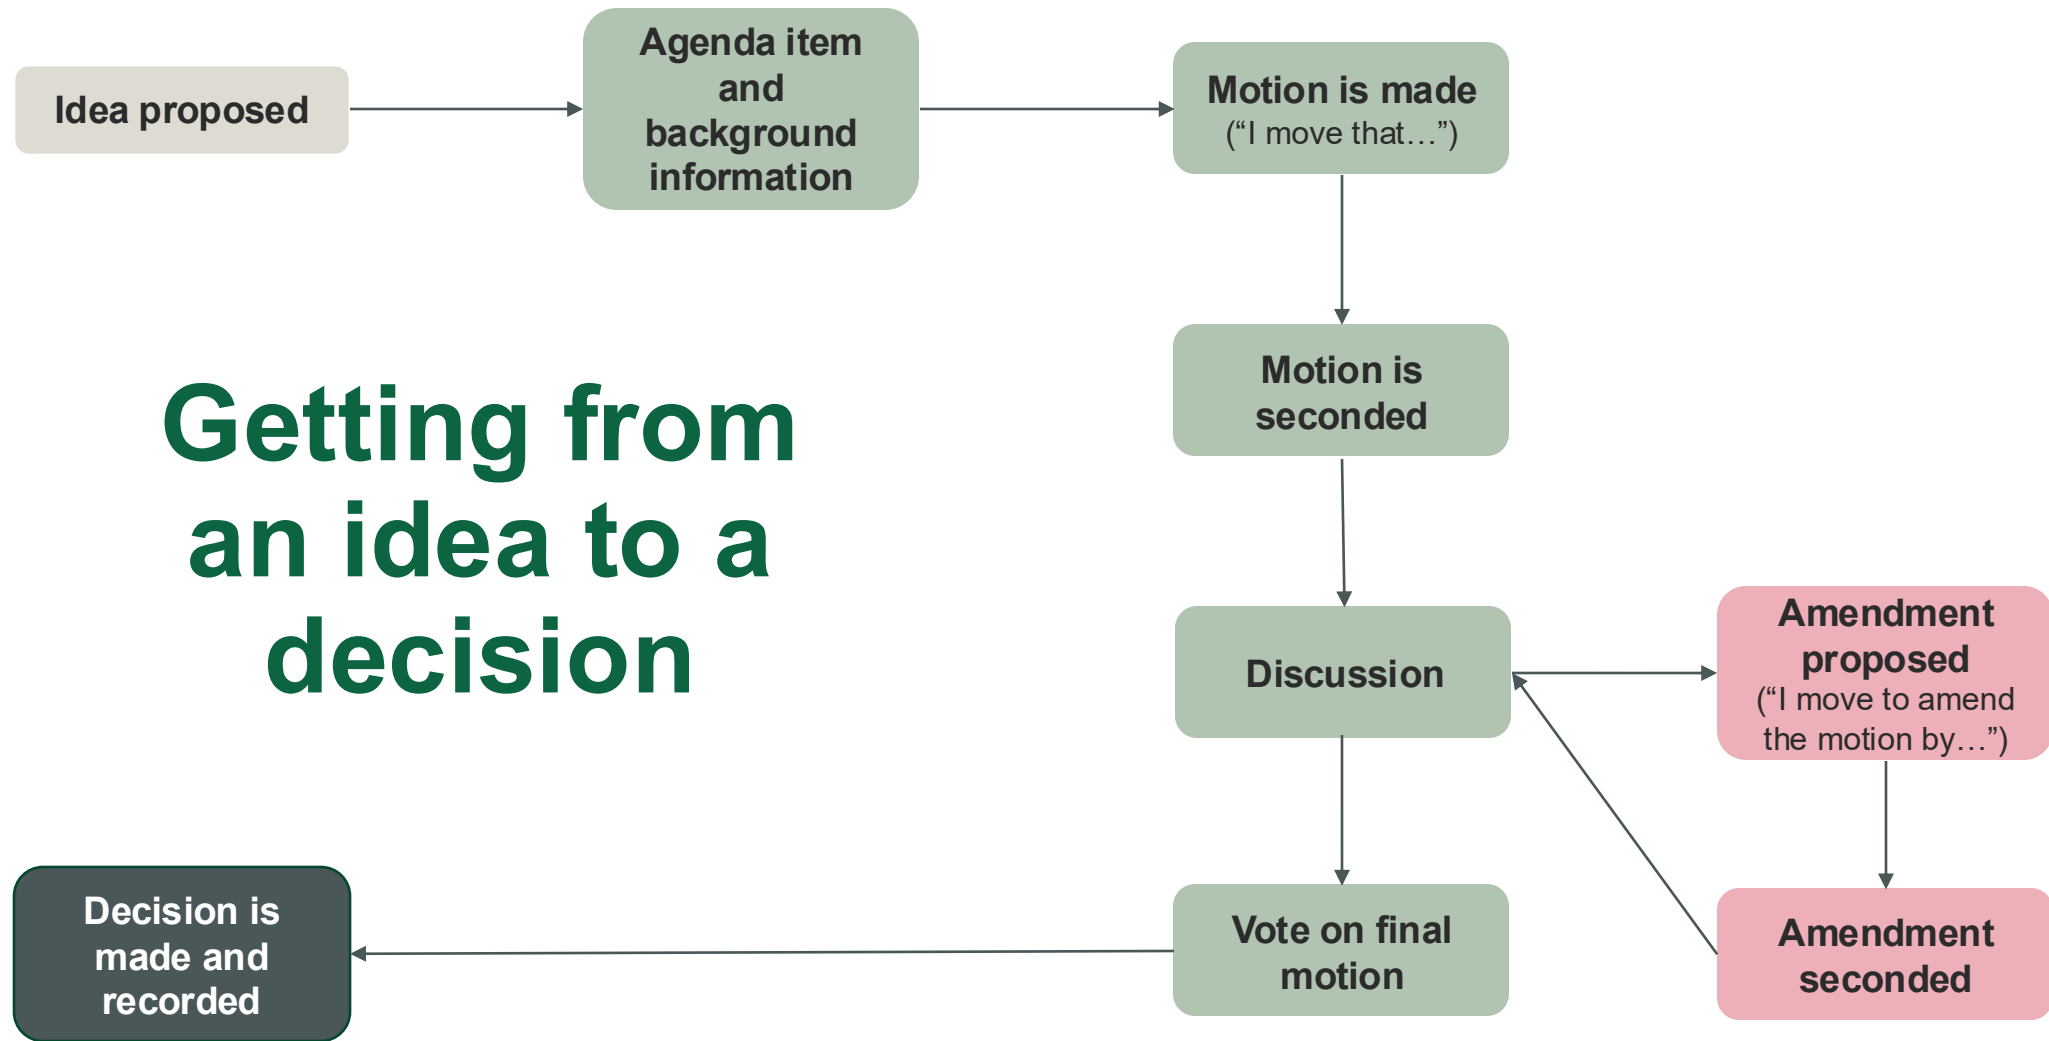 Idea proposed
Agenda item
and
background
information
Motion is made
(“I move that…”)
Motion is
seconded
Getting from
an idea to a
decision
Discussion
Amendment
proposed
(“I move to amend
the motion by…”)
Decision is
made and
recorded
Vote on final
motion
Amendment
seconded